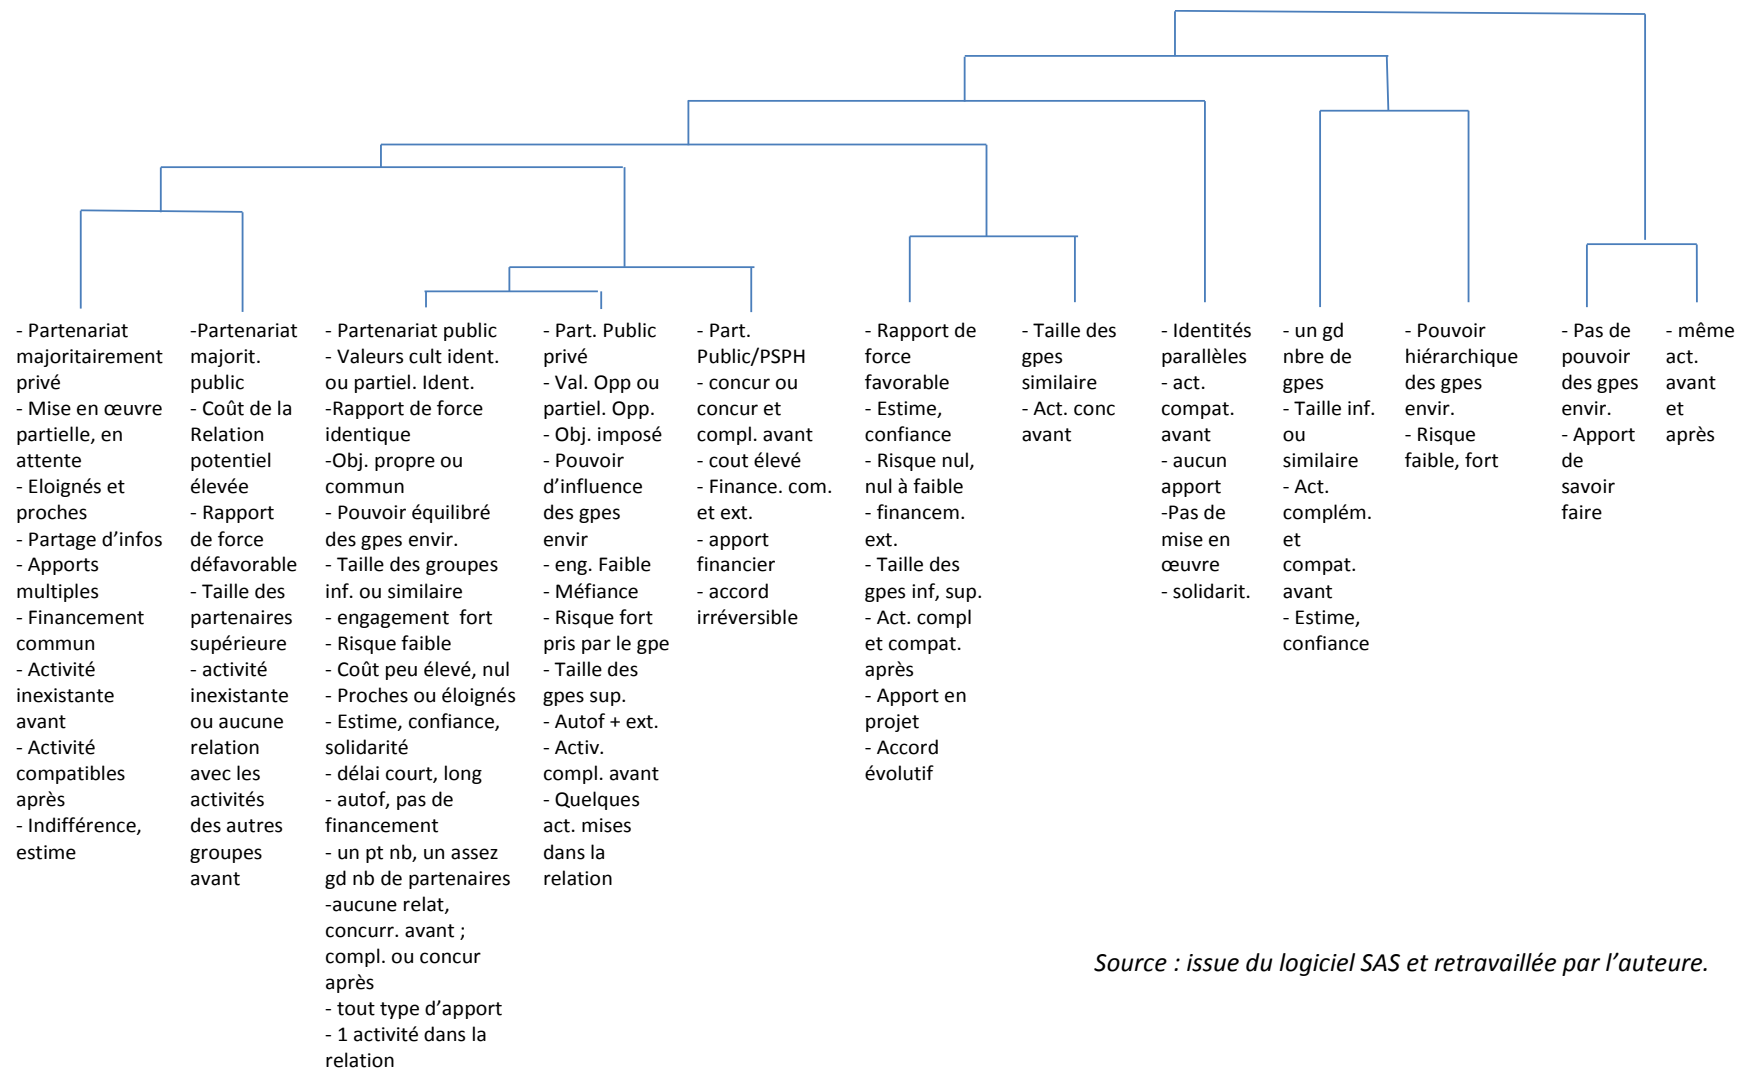 - Partenariat
majoritairement
privé
- Mise en œuvre
partielle, en
attente
- Eloignés et
proches
- Partage d’infos
- Apports
multiples
- Financement
commun
- Activité
inexistante
avant
- Activité
compatibles
après
- Indifférence,
estime
-Partenariat
majorit.
public
- Coût de la
Relation
potentiel
élevée
- Rapport
de force
défavorable
- Taille des
partenaires
supérieure
- activité
inexistante
ou aucune
relation
avec les
activités
des autres
groupes
avant
- Partenariat public
- Valeurs cult ident.
ou partiel. Ident.
-Rapport de force
identique
-Obj. propre ou
commun
- Pouvoir équilibré
des gpes envir.
- Taille des groupes
inf. ou similaire
- engagement  fort
- Risque faible
- Coût peu élevé, nul
- Proches ou éloignés
- Estime, confiance,
solidarité
- délai court, long
- autof, pas de
financement
- un pt nb, un assez
gd nb de partenaires
-aucune relat,
concurr. avant ;
compl. ou concur
après
- tout type d’apport
- 1 activité dans la
relation
- Part. Public
privé
- Val. Opp ou
partiel. Opp.
- Obj. imposé
- Pouvoir
d’influence
des gpes
envir
- eng. Faible
- Méfiance
- Risque fort
pris par le gpe
- Taille des
gpes sup.
- Autof + ext.
- Activ.
compl. avant
- Quelques
act. mises
dans la
relation
- Part.
Public/PSPH
- concur ou
concur et
compl. avant
- cout élevé
- Finance. com.
et ext.
- apport
financier
- accord
irréversible
- Rapport de
force
favorable
- Estime,
confiance
- Risque nul,
nul à faible
- financem.
ext.
- Taille des
gpes inf, sup.
- Act. compl
et compat.
après
- Apport en
projet
- Accord
évolutif
- Taille des
gpes
similaire
- Act. conc
avant
- Identités
parallèles
- act.
compat.
avant
- aucun
apport
-Pas de
mise en
œuvre
- solidarit.
- un gd
nbre de
gpes
- Taille inf.
ou
similaire
- Act.
complém.
et
compat.
avant
- Estime,
confiance
- Pouvoir
hiérarchique
des gpes
envir.
- Risque
faible, fort
- Pas de
pouvoir
des gpes
envir.
- Apport
de
savoir
faire
- même
act.
avant
et
après
Source : issue du logiciel SAS et retravaillée par l’auteure.